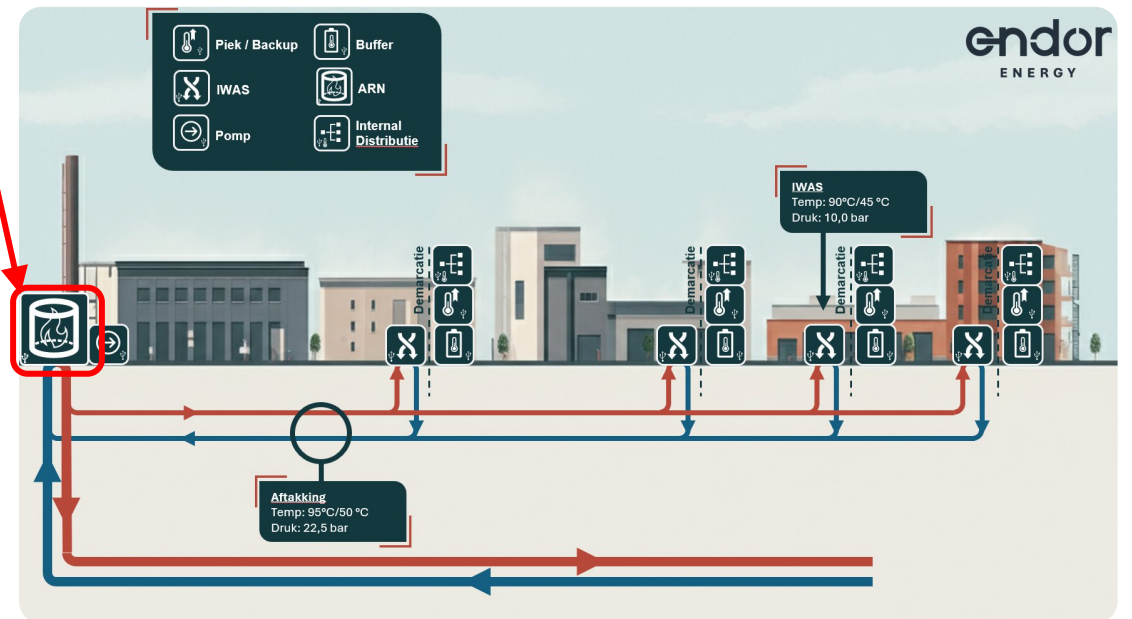 Piek / Backup
Buffer
IWAS
ARN
Pomp
Internal
Distributie
endor
ENERGY
IWAS
Temp: 90°C/45 °C
Druk: 10,0 bar
Demarcatie
Demarcatie
Demarcatie
Demarcatie
Aftakking
Temp: 95°C/50 °C
Druk: 22,5 bar